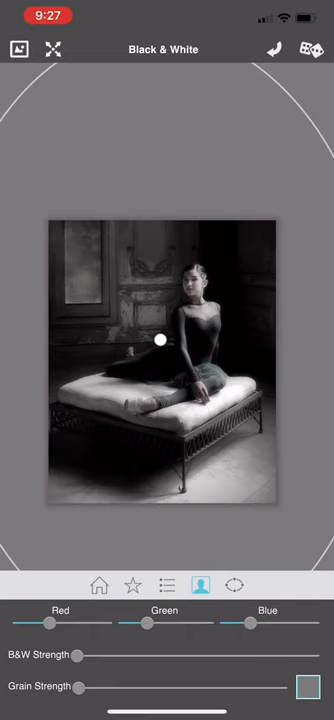 9:27
Black & White
Red Green Blue
B&W Strength
Grain Strength